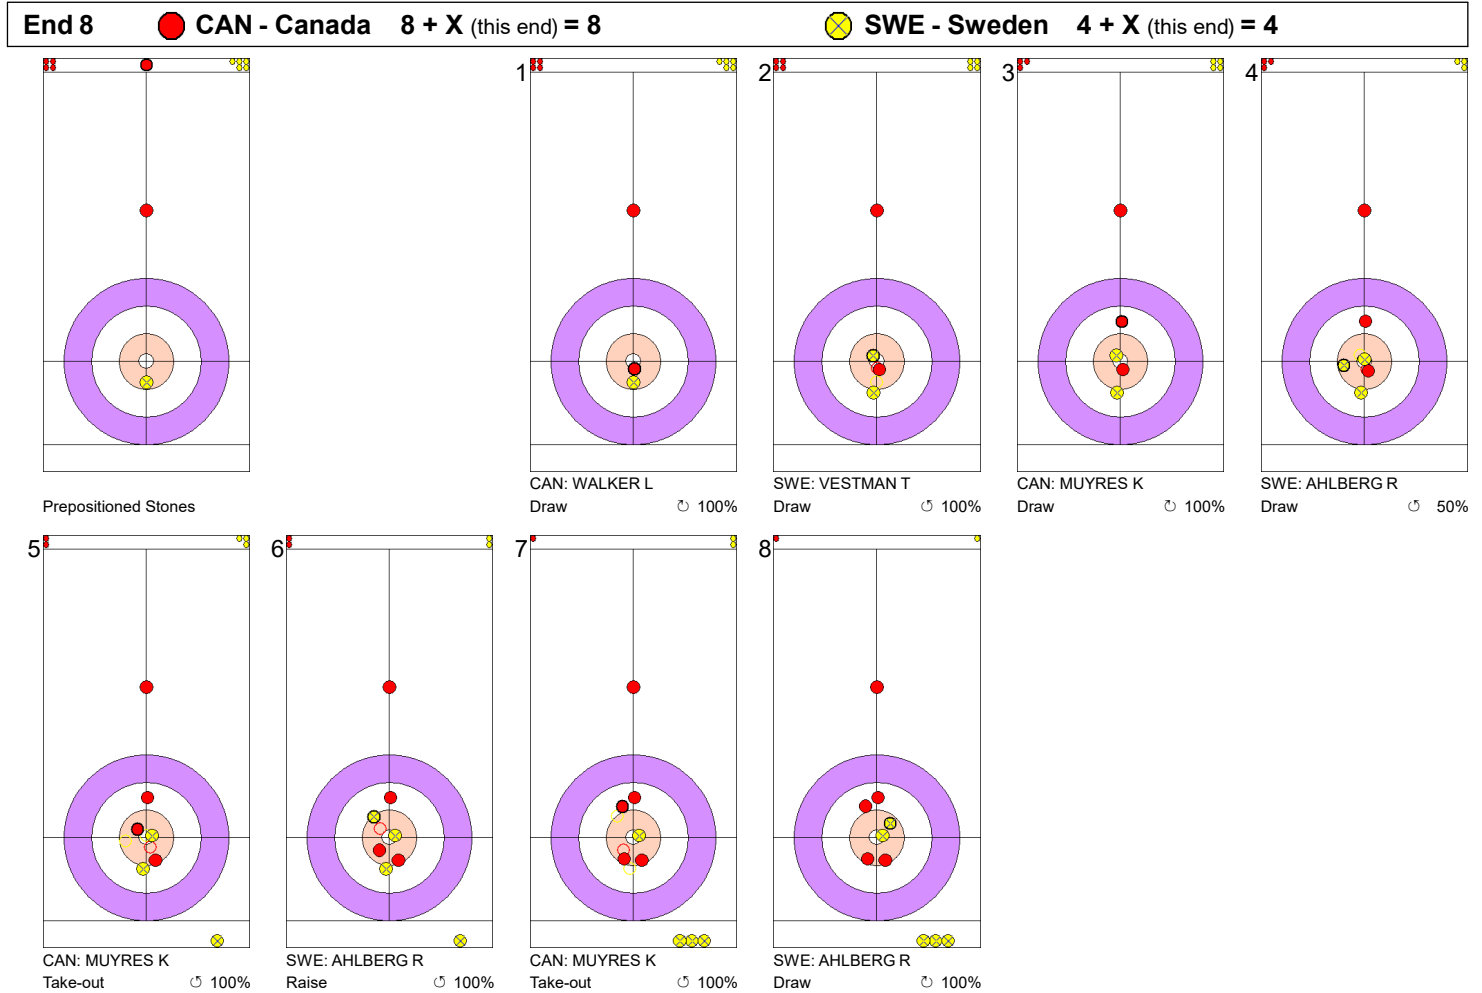 End 8 CAN - Canada 8 + X (this end) = 8 SWE - Sweden 4 + X (this end) = 4
1 2 3 4
CAN: WALKER L SWE: VESTMAN T CAN: MUYRES K SWE: AHLBERG R
Prepositioned Stones Draw ↻ 100% Draw ↺ 100% Draw ↻ 100% Draw ↺ 50%
5 6 7 8
CAN: MUYRES K SWE: AHLBERG R CAN: MUYRES K SWE: AHLBERG R
Take-out ↺ 100% Raise ↺ 100% Take-out ↺ 100% Draw ↻ 100%